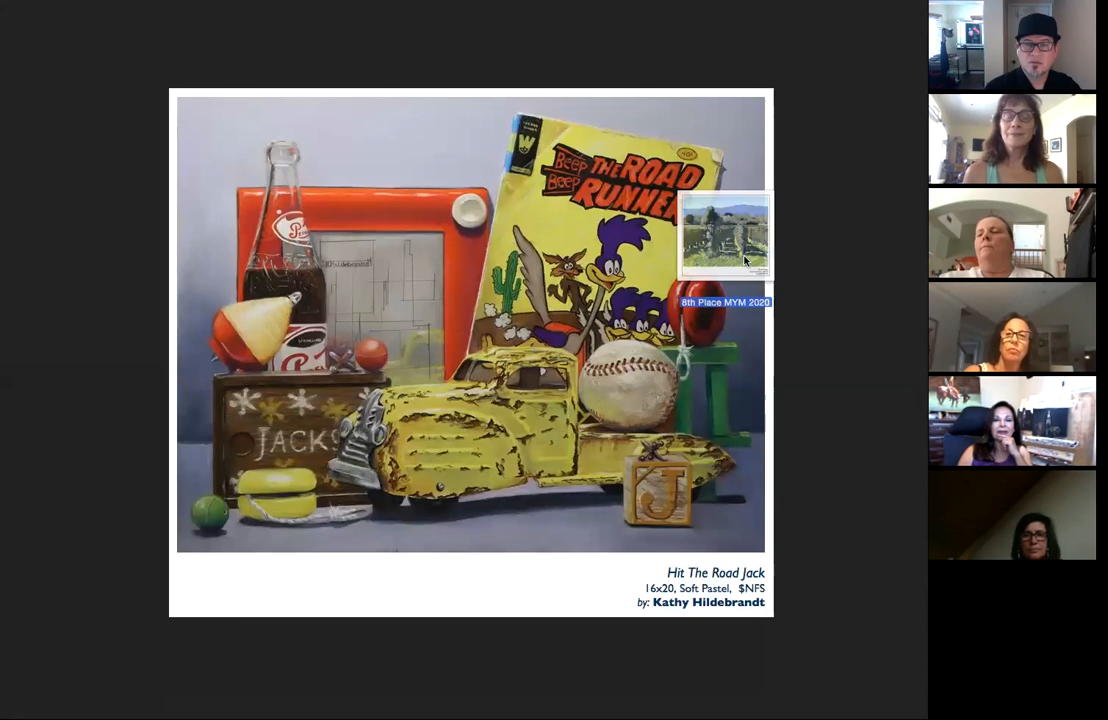 BEEP
BEEP
THE ROAD
RUNNER
W
Pe
JACKS
J
8th Place MYM 2020
Hit The Road Jack
16x20, Soft Pastel, $NFS
by: Kathy Hildebrandt